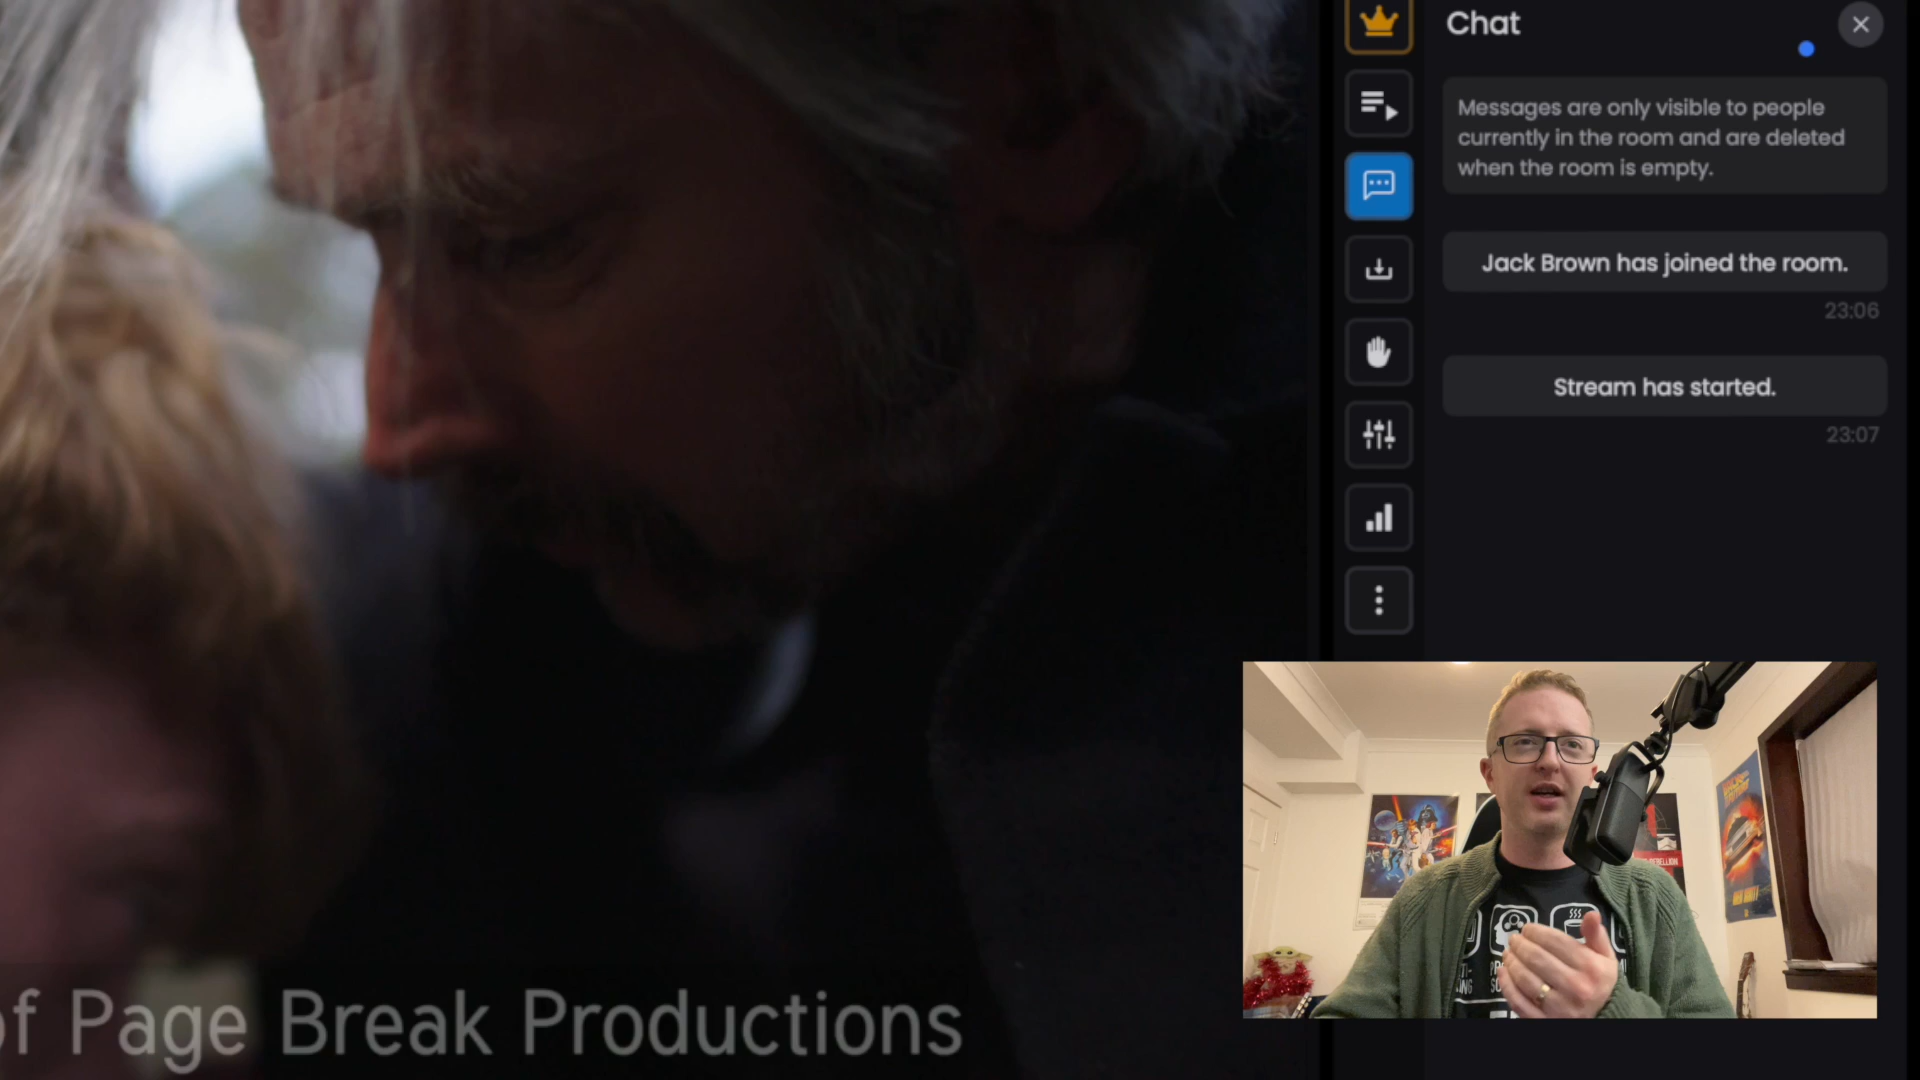 Chat
Messages are only visible to people
currently in the room and are deleted
when the room is empty.
Jack Brown has joined the room.
23:06
Stream has started.
23:07
of Page Break Productions